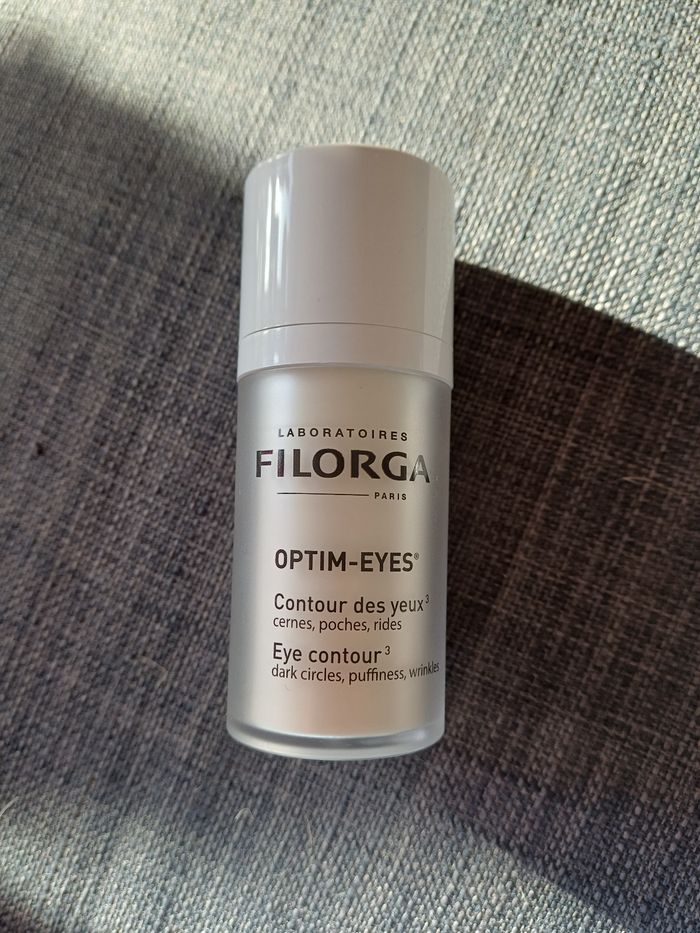 LABORATOIRES
FILORGA
PARIS
OPTIM-EYES®
Contour des yeux³
cernes, poches, rides
Eye contour³
dark circles, puffiness, wrinkles